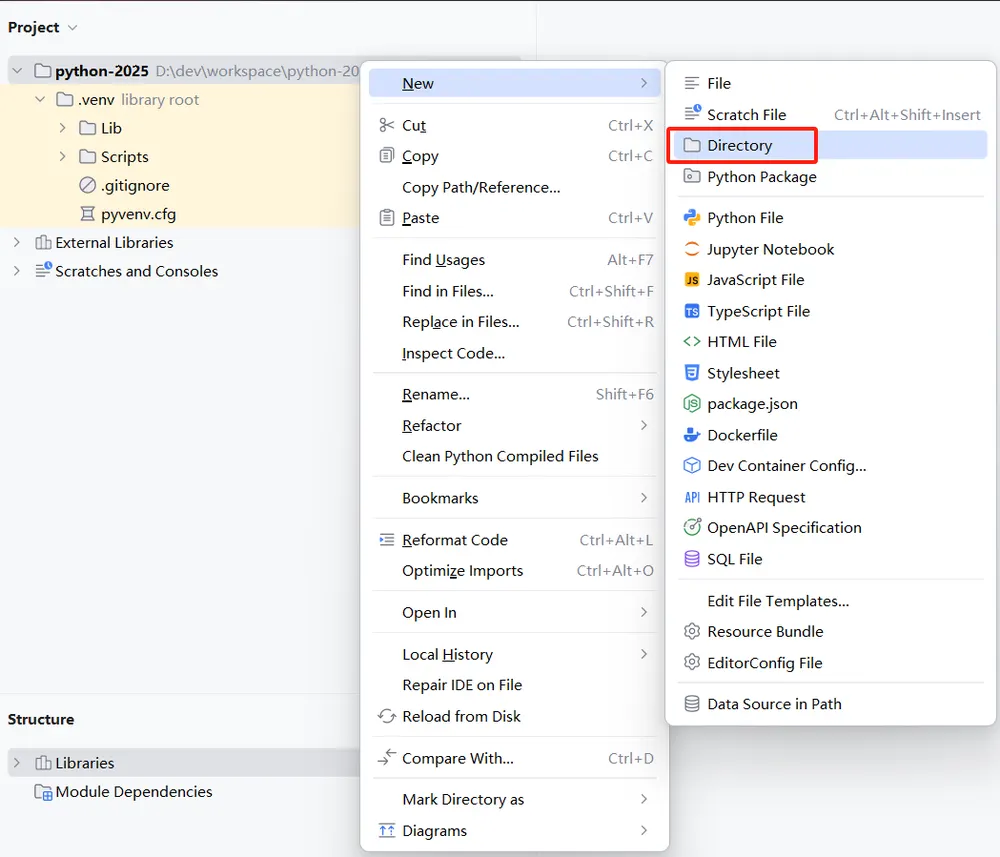 Project
python-2025 D:\dev\workspace\python-20
.venv library root
Lib
Scripts
.gitignore
pyvenv.cfg
External Libraries
Scratches and Consoles
Structure
Libraries
Module Dependencies
New
Cut Ctrl+X
Copy Ctrl+C
Copy Path/Reference...
Paste Ctrl+V
Find Usages Alt+F7
Find in Files... Ctrl+Shift+F
Replace in Files... Ctrl+Shift+R
Inspect Code...
Rename... Shift+F6
Refactor
Clean Python Compiled Files
Bookmarks
Reformat Code Ctrl+Alt+L
Optimize Imports Ctrl+Alt+O
Open In
Local History
Repair IDE on File
Reload from Disk
Compare With... Ctrl+D
Mark Directory as
Diagrams
File
Scratch File Ctrl+Alt+Shift+Insert
Directory
Python Package
Python File
Jupyter Notebook
JS JavaScript File
TS TypeScript File
HTML File
Stylesheet
JS package.json
Dockerfile
Dev Container Config...
API HTTP Request
OpenAPI Specification
SQL File
Edit File Templates...
Resource Bundle
EditorConfig File
Data Source in Path